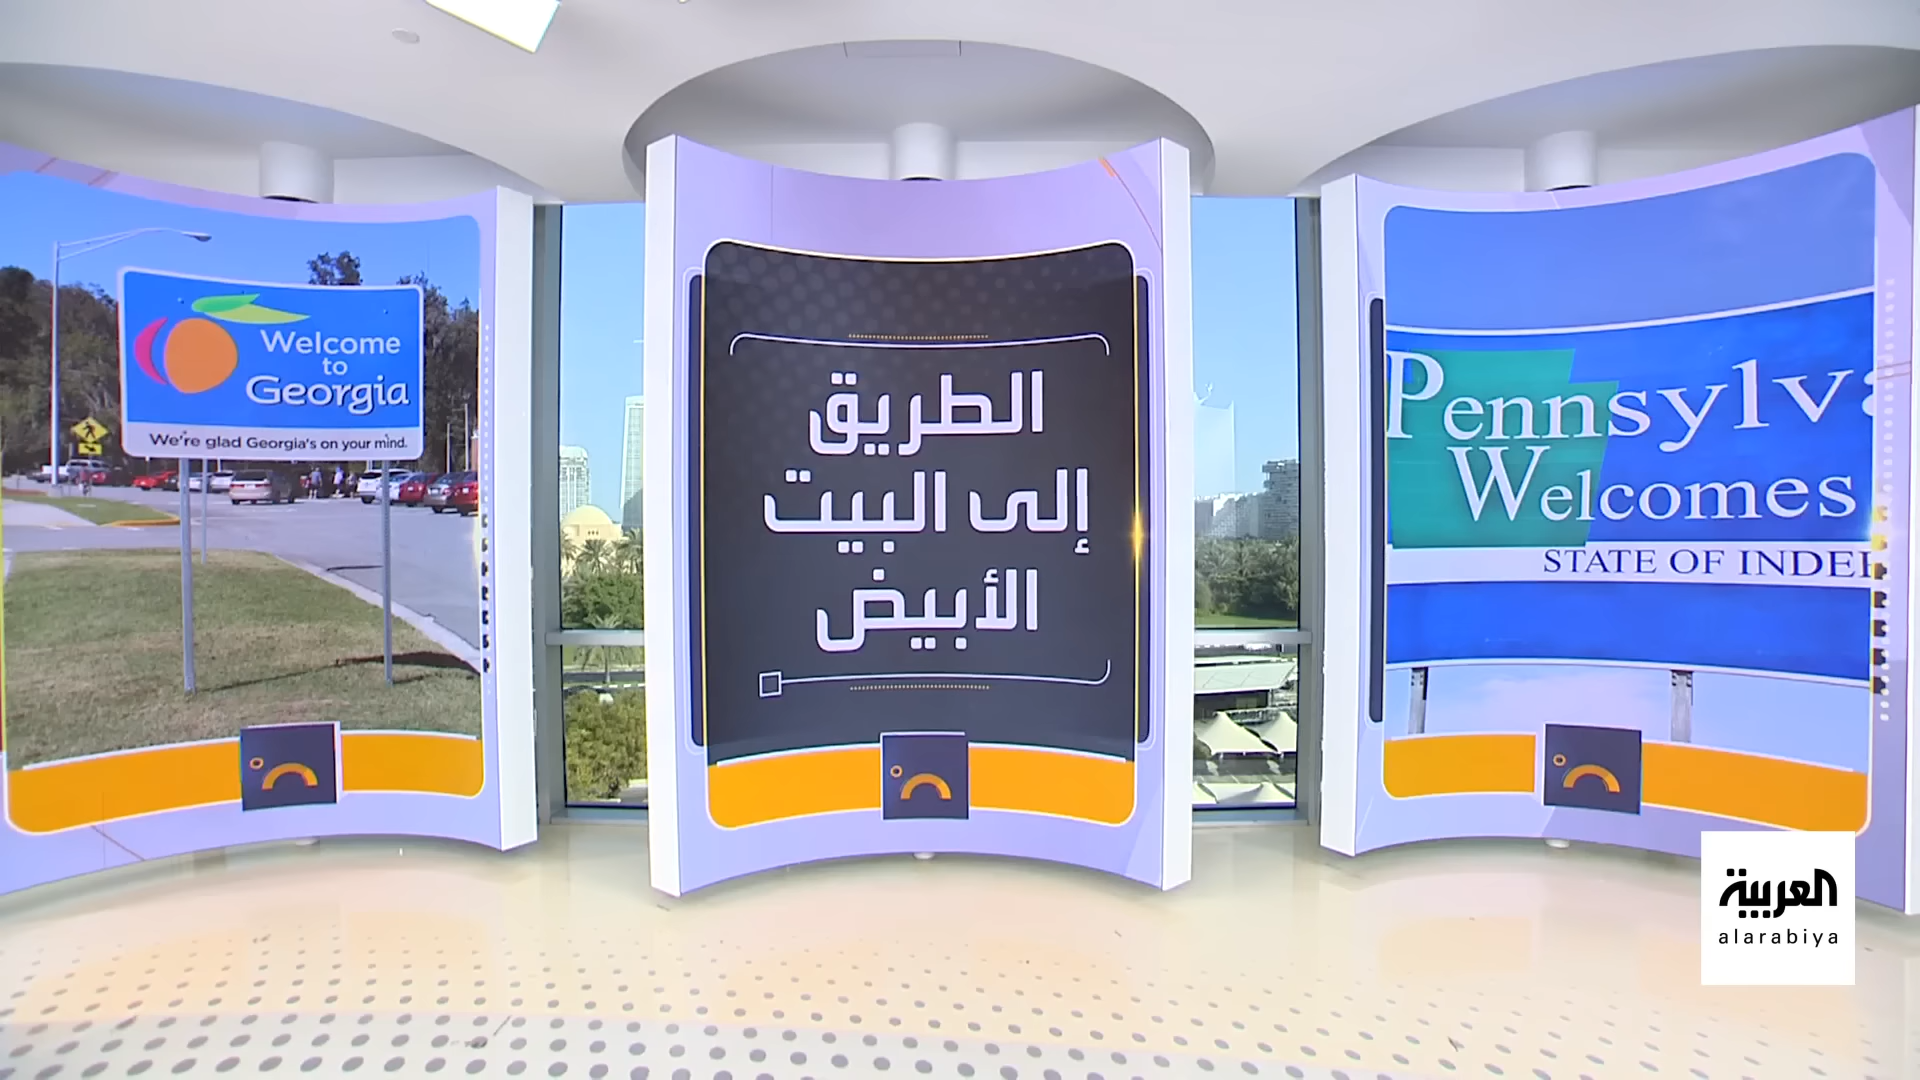 Welcome
to
Georgia
We're glad Georgia's on your mind.
الطريق
إلى البيت
الأبيض
Pennsylva
Welcomes
STATE OF INDEP
العربية
alarabiya